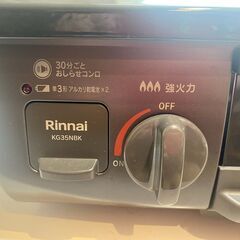 30分ごと
おしらせコンロ
単3形 アルカリ乾電池×2
強火力
OFF
Rinnai
KG35NBK
ON